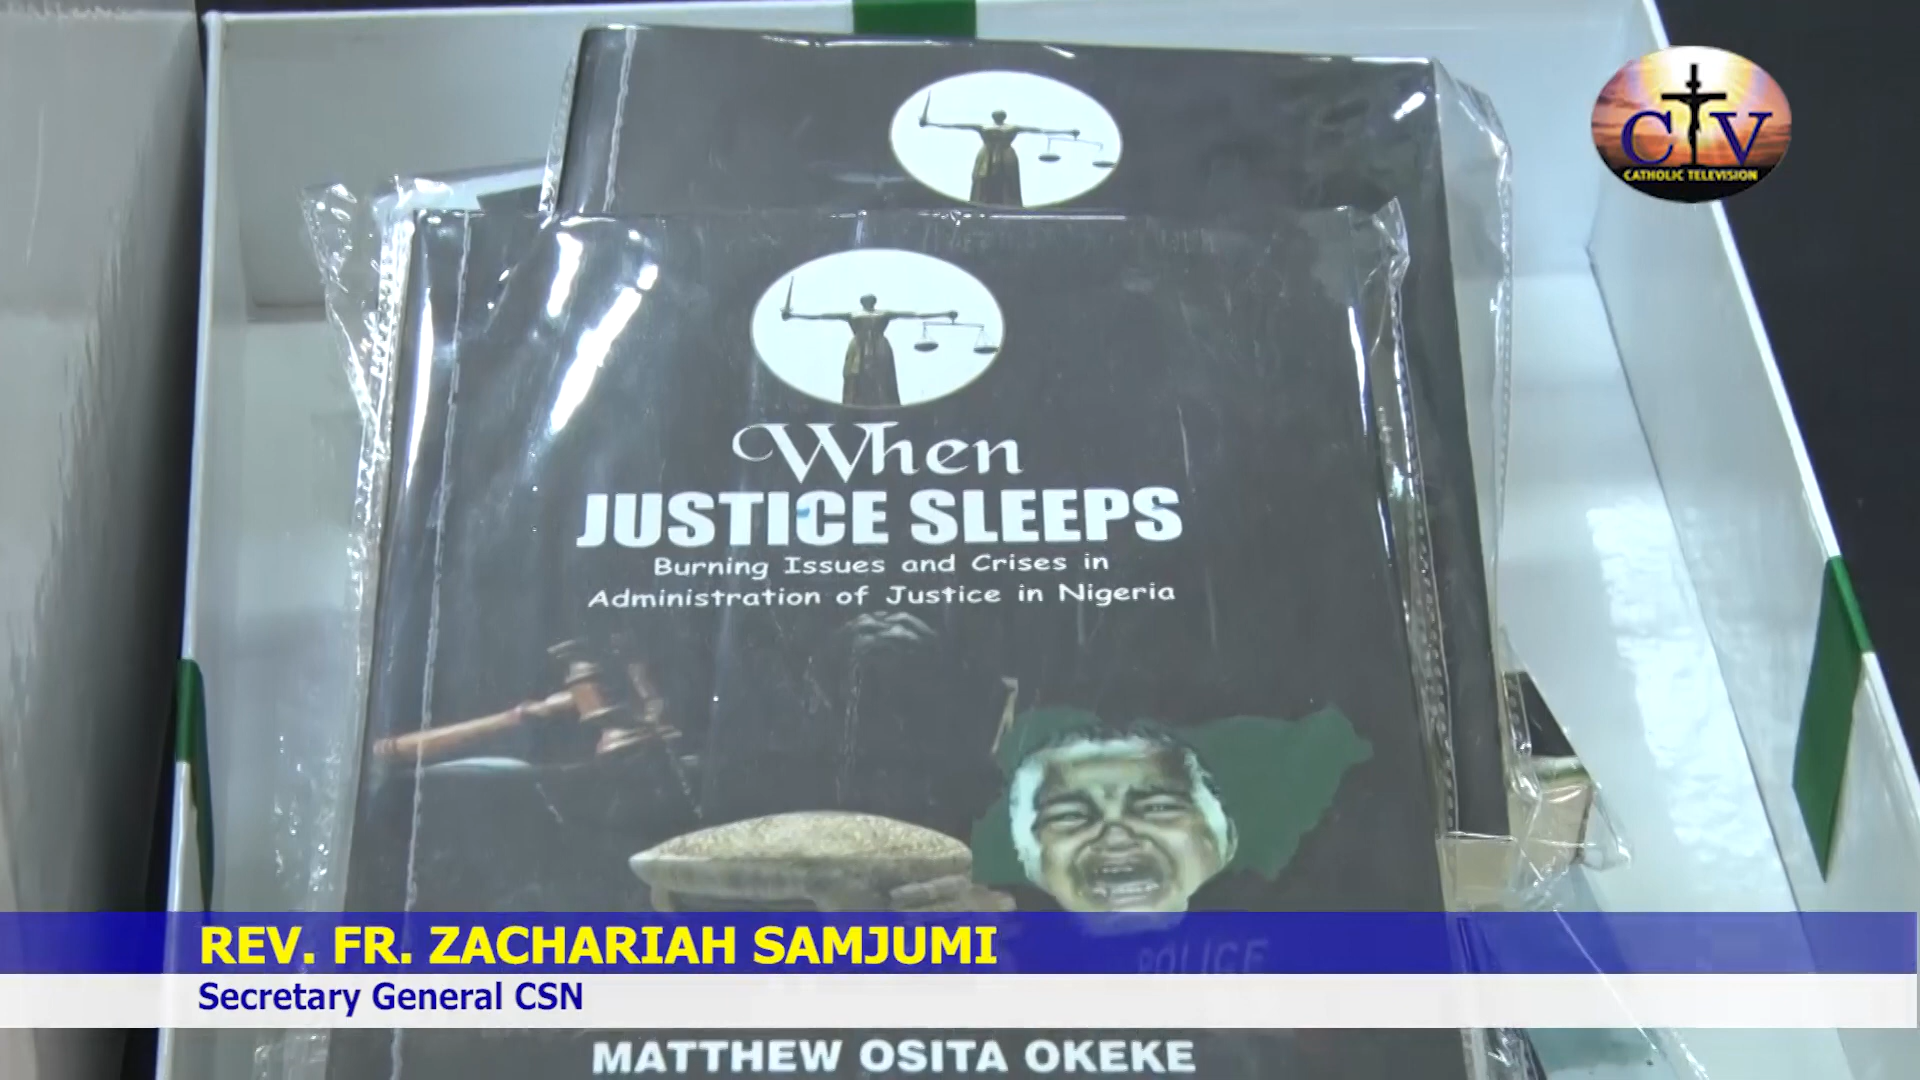 CTV
CATHOLIC TELEVISION
When
JUSTICE SLEEPS
Burning Issues and Crises in
Administration of Justice in Nigeria
POLICE
REV. FR. ZACHARIAH SAMJUMI
Secretary General CSN
MATTHEW OSITA OKEKE